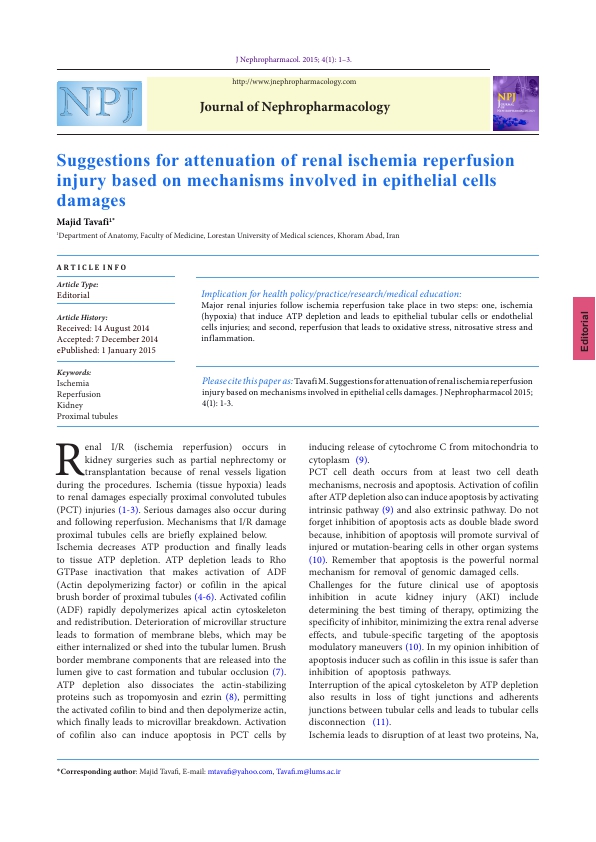 J Nephropharmacol. 2015; 4(1): 1–3.
NPJ
http://www.jnephropharmacology.com
Journal of Nephropharmacology
NPJ
Suggestions for attenuation of renal ischemia reperfusion
injury based on mechanisms involved in epithelial cells
damages
Majid Tavafi1*
1Department of Anatomy, Faculty of Medicine, Lorestan University of Medical sciences, Khoram Abad, Iran
ARTICLE INFO
Article Type:
Editorial
Article History:
Received: 14 August 2014
Accepted: 7 December 2014
ePublished: 1 January 2015
Keywords:
Ischemia
Reperfusion
Kidney
Proximal tubules
Implication for health policy/practice/research/medical education:
Major renal injuries follow ischemia reperfusion take place in two steps: one, ischemia
(hypoxia) that induce ATP depletion and leads to epithelial tubular cells or endothelial
cells injuries; and second, reperfusion that leads to oxidative stress, nitrosative stress and
inflammation.
Please cite this paper as: Tavafi M. Suggestions for attenuation of renal ischemia reperfusion
injury based on mechanisms involved in epithelial cells damages. J Nephropharmacol 2015;
4(1): 1-3.
Editorial
Renal I/R (ischemia reperfusion) occurs in
kidney surgeries such as partial nephrectomy or
transplantation because of renal vessels ligation
during the procedures. Ischemia (tissue hypoxia) leads
to renal damages especially proximal convoluted tubules
(PCT) injuries (1-3). Serious damages also occur during
and following reperfusion. Mechanisms that I/R damage
proximal tubules cells are briefly explained below.
Ischemia decreases ATP production and finally leads
to tissue ATP depletion. ATP depletion leads to Rho
GTPase inactivation that makes activation of ADF
(Actin depolymerizing factor) or cofilin in the apical
brush border of proximal tubules (4-6). Activated cofilin
(ADF) rapidly depolymerizes apical actin cytoskeleton
and redistribution. Deterioration of microvillar structure
leads to formation of membrane blebs, which may be
either internalized or shed into the tubular lumen. Brush
border membrane components that are released into the
lumen give to cast formation and tubular occlusion (7).
ATP depletion also dissociates the actin-stabilizing
proteins such as tropomyosin and ezrin (8), permitting
the activated cofilin to bind and then depolymerize actin,
which finally leads to microvillar breakdown. Activation
of cofilin also can induce apoptosis in PCT cells by
inducing release of cytochrome C from mitochondria to
cytoplasm (9).
PCT cell death occurs from at least two cell death
mechanisms, necrosis and apoptosis. Activation of cofilin
after ATP depletion also can induce apoptosis by activating
intrinsic pathway (9) and also extrinsic pathway. Do not
forget inhibition of apoptosis acts as double blade sword
because, inhibition of apoptosis will promote survival of
injured or mutation-bearing cells in other organ systems
(10). Remember that apoptosis is the powerful normal
mechanism for removal of genomic damaged cells.
Challenges for the future clinical use of apoptosis
inhibition in acute kidney injury (AKI) include
determining the best timing of therapy, optimizing the
specificity of inhibitor, minimizing the extra renal adverse
effects, and tubule-specific targeting of the apoptosis
modulatory maneuvers (10). In my opinion inhibition of
apoptosis inducer such as cofilin in this issue is safer than
inhibition of apoptosis pathways.
Interruption of the apical cytoskeleton by ATP depletion
also results in loss of tight junctions and adherents
junctions between tubular cells and leads to tubular cells
disconnection (11).
Ischemia leads to disruption of at least two proteins, Na,
*Corresponding author: Majid Tavafi, E-mail: mtavafi@yahoo.com, Tavafi.m@lums.ac.ir